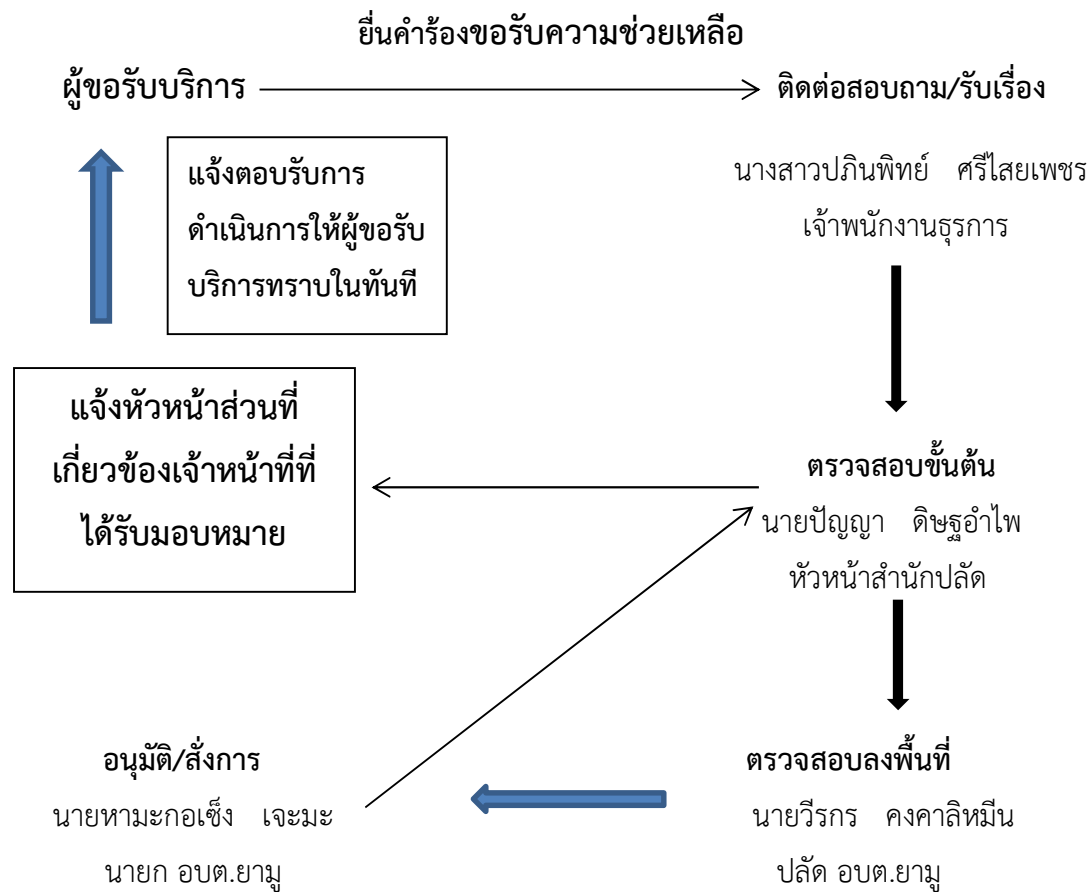 ยื่นคำร้องขอรับความช่วยเหลือ
ผู้ขอรับบริการ
ติดต่อสอบถาม/รับเรื่อง
นางสาวปภินพิทย์ ศรีไสยเพชร
เจ้าพนักงานธุรการ
แจ้งตอบรับการ
ดำเนินการให้ผู้ขอรับ
บริการทราบในทันที
แจ้งหัวหน้าส่วนที่
เกี่ยวข้องเจ้าหน้าที่ที่
ได้รับมอบหมาย
ตรวจสอบขั้นต้น
นายปัญญา ดิษฐอำไพ
หัวหน้าสำนักปลัด
ตรวจสอบลงพื้นที่
นายวีรกร คงคาลิหมีน
ปลัด อบต.ยามู
อนุมัติ/สั่งการ
นายหามะกอเซ็ง เจะมะ
นายก อบต.ยามู